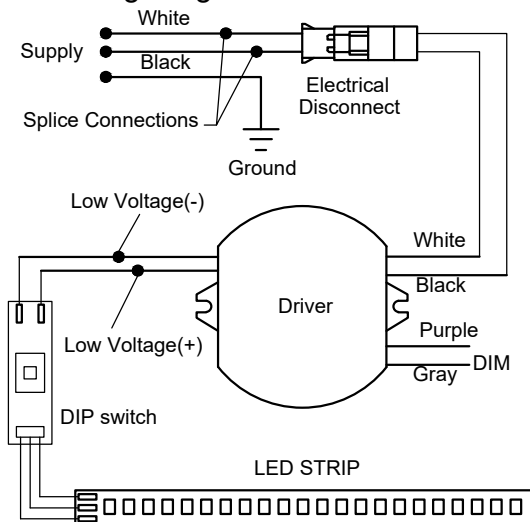 White
Supply
Black
Electrical
Disconnect
Splice Connections
Ground
Low Voltage(-)
White
Driver
Black
Low Voltage(+)
Purple
DIM
Gray
DIP switch
LED STRIP